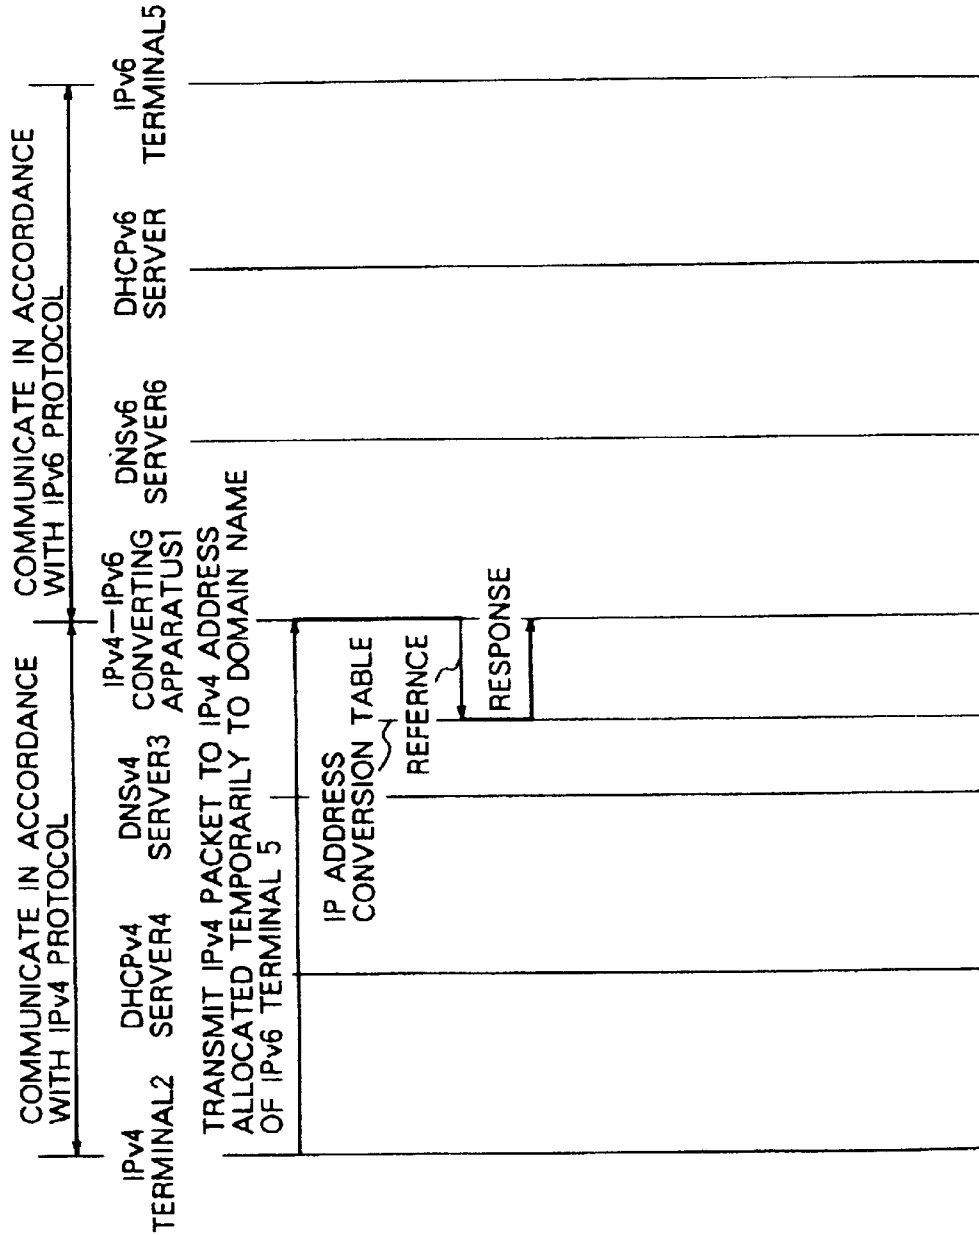 COMMUNICATE IN ACCORDANCE
WITH IPv4 PROTOCOL
COMMUNICATE IN ACCORDANCE
WITH IPv6 PROTOCOL
IPv4
TERMINAL2
DHCPv4
SERVER4
DNSv4
SERVER3
IPv4-IPv6
CONVERTING
APPARATUS1
DNSv6
SERVER6
DHCPv6
SERVER
IPv6
TERMINAL5
TRANSMIT IPv4 PACKET TO IPv4 ADDRESS
ALLOCATED TEMPORARILY TO DOMAIN NAME
OF IPv6 TERMINAL 5
IP ADDRESS
CONVERSION TABLE
REFERNCE
RESPONSE